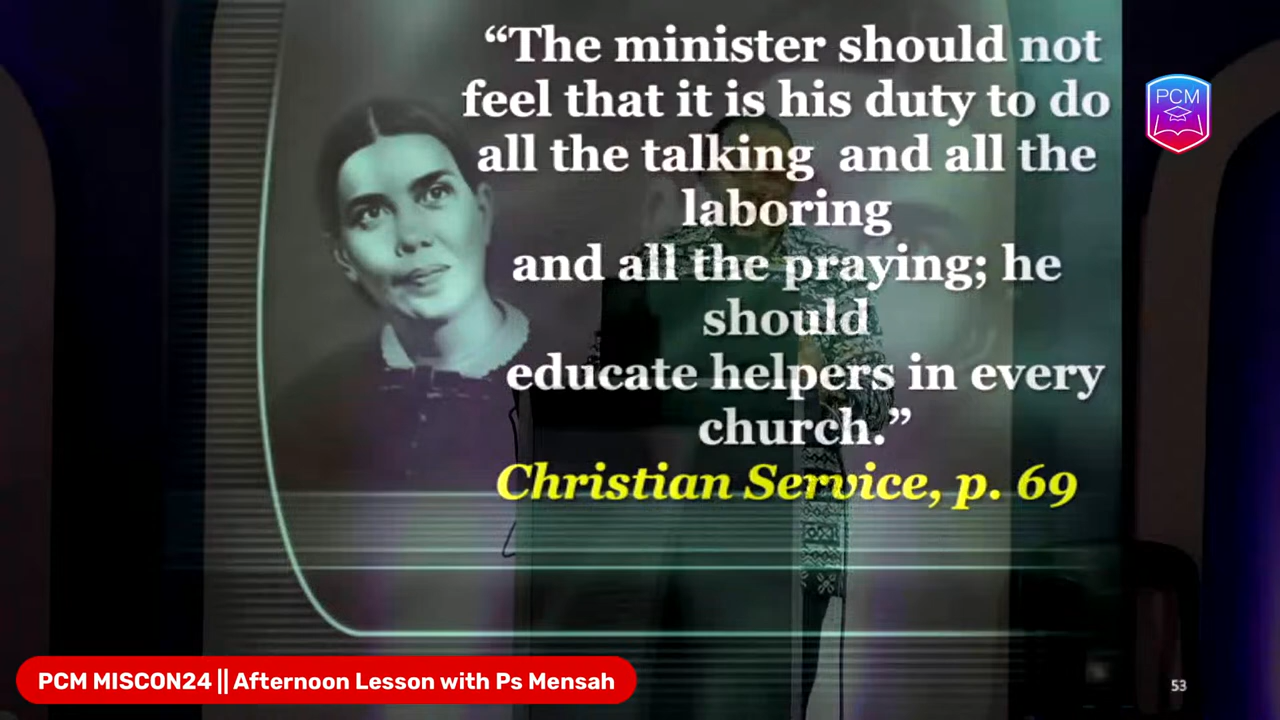 “The minister should not
feel that it is his duty to do
all the talking  and all the
laboring
and all the praying; he
should
educate helpers in every
church.”
Christian Service, p. 69
PCM
PCM MISCON24 || Afternoon Lesson with Ps Mensah
53